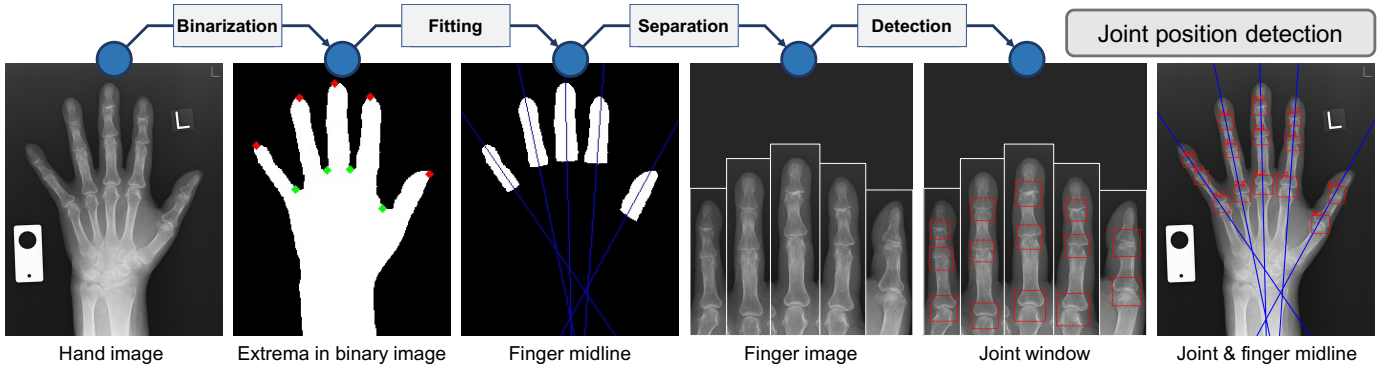 Binarization
Fitting
Separation
Detection
Joint position detection
L
L
L
L
Hand image
Extrema in binary image
Finger midline
Finger image
Joint window
Joint & finger midline